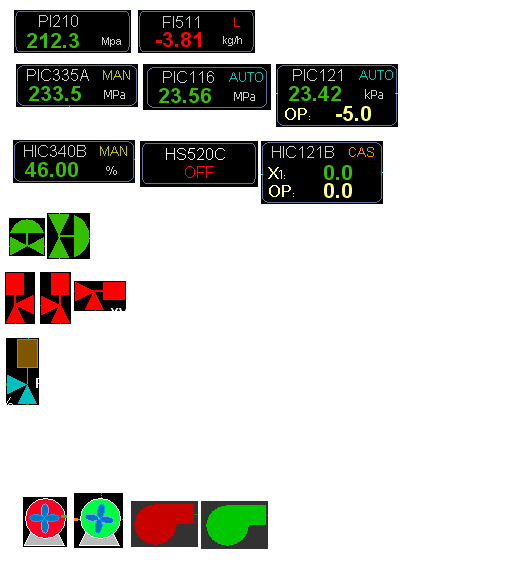 PI210
212.3 Mpa
FI511 L
-3.81 kg/h
PIC335A MAN
233.5 MPa
PIC116 AUTO
23.56 MPa
PIC121 AUTO
23.42 kPa
OP: -5.0
HIC340B MAN
46.00 %
HS520C
OFF
HIC121B CAS
X1: 0.0
OP: 0.0